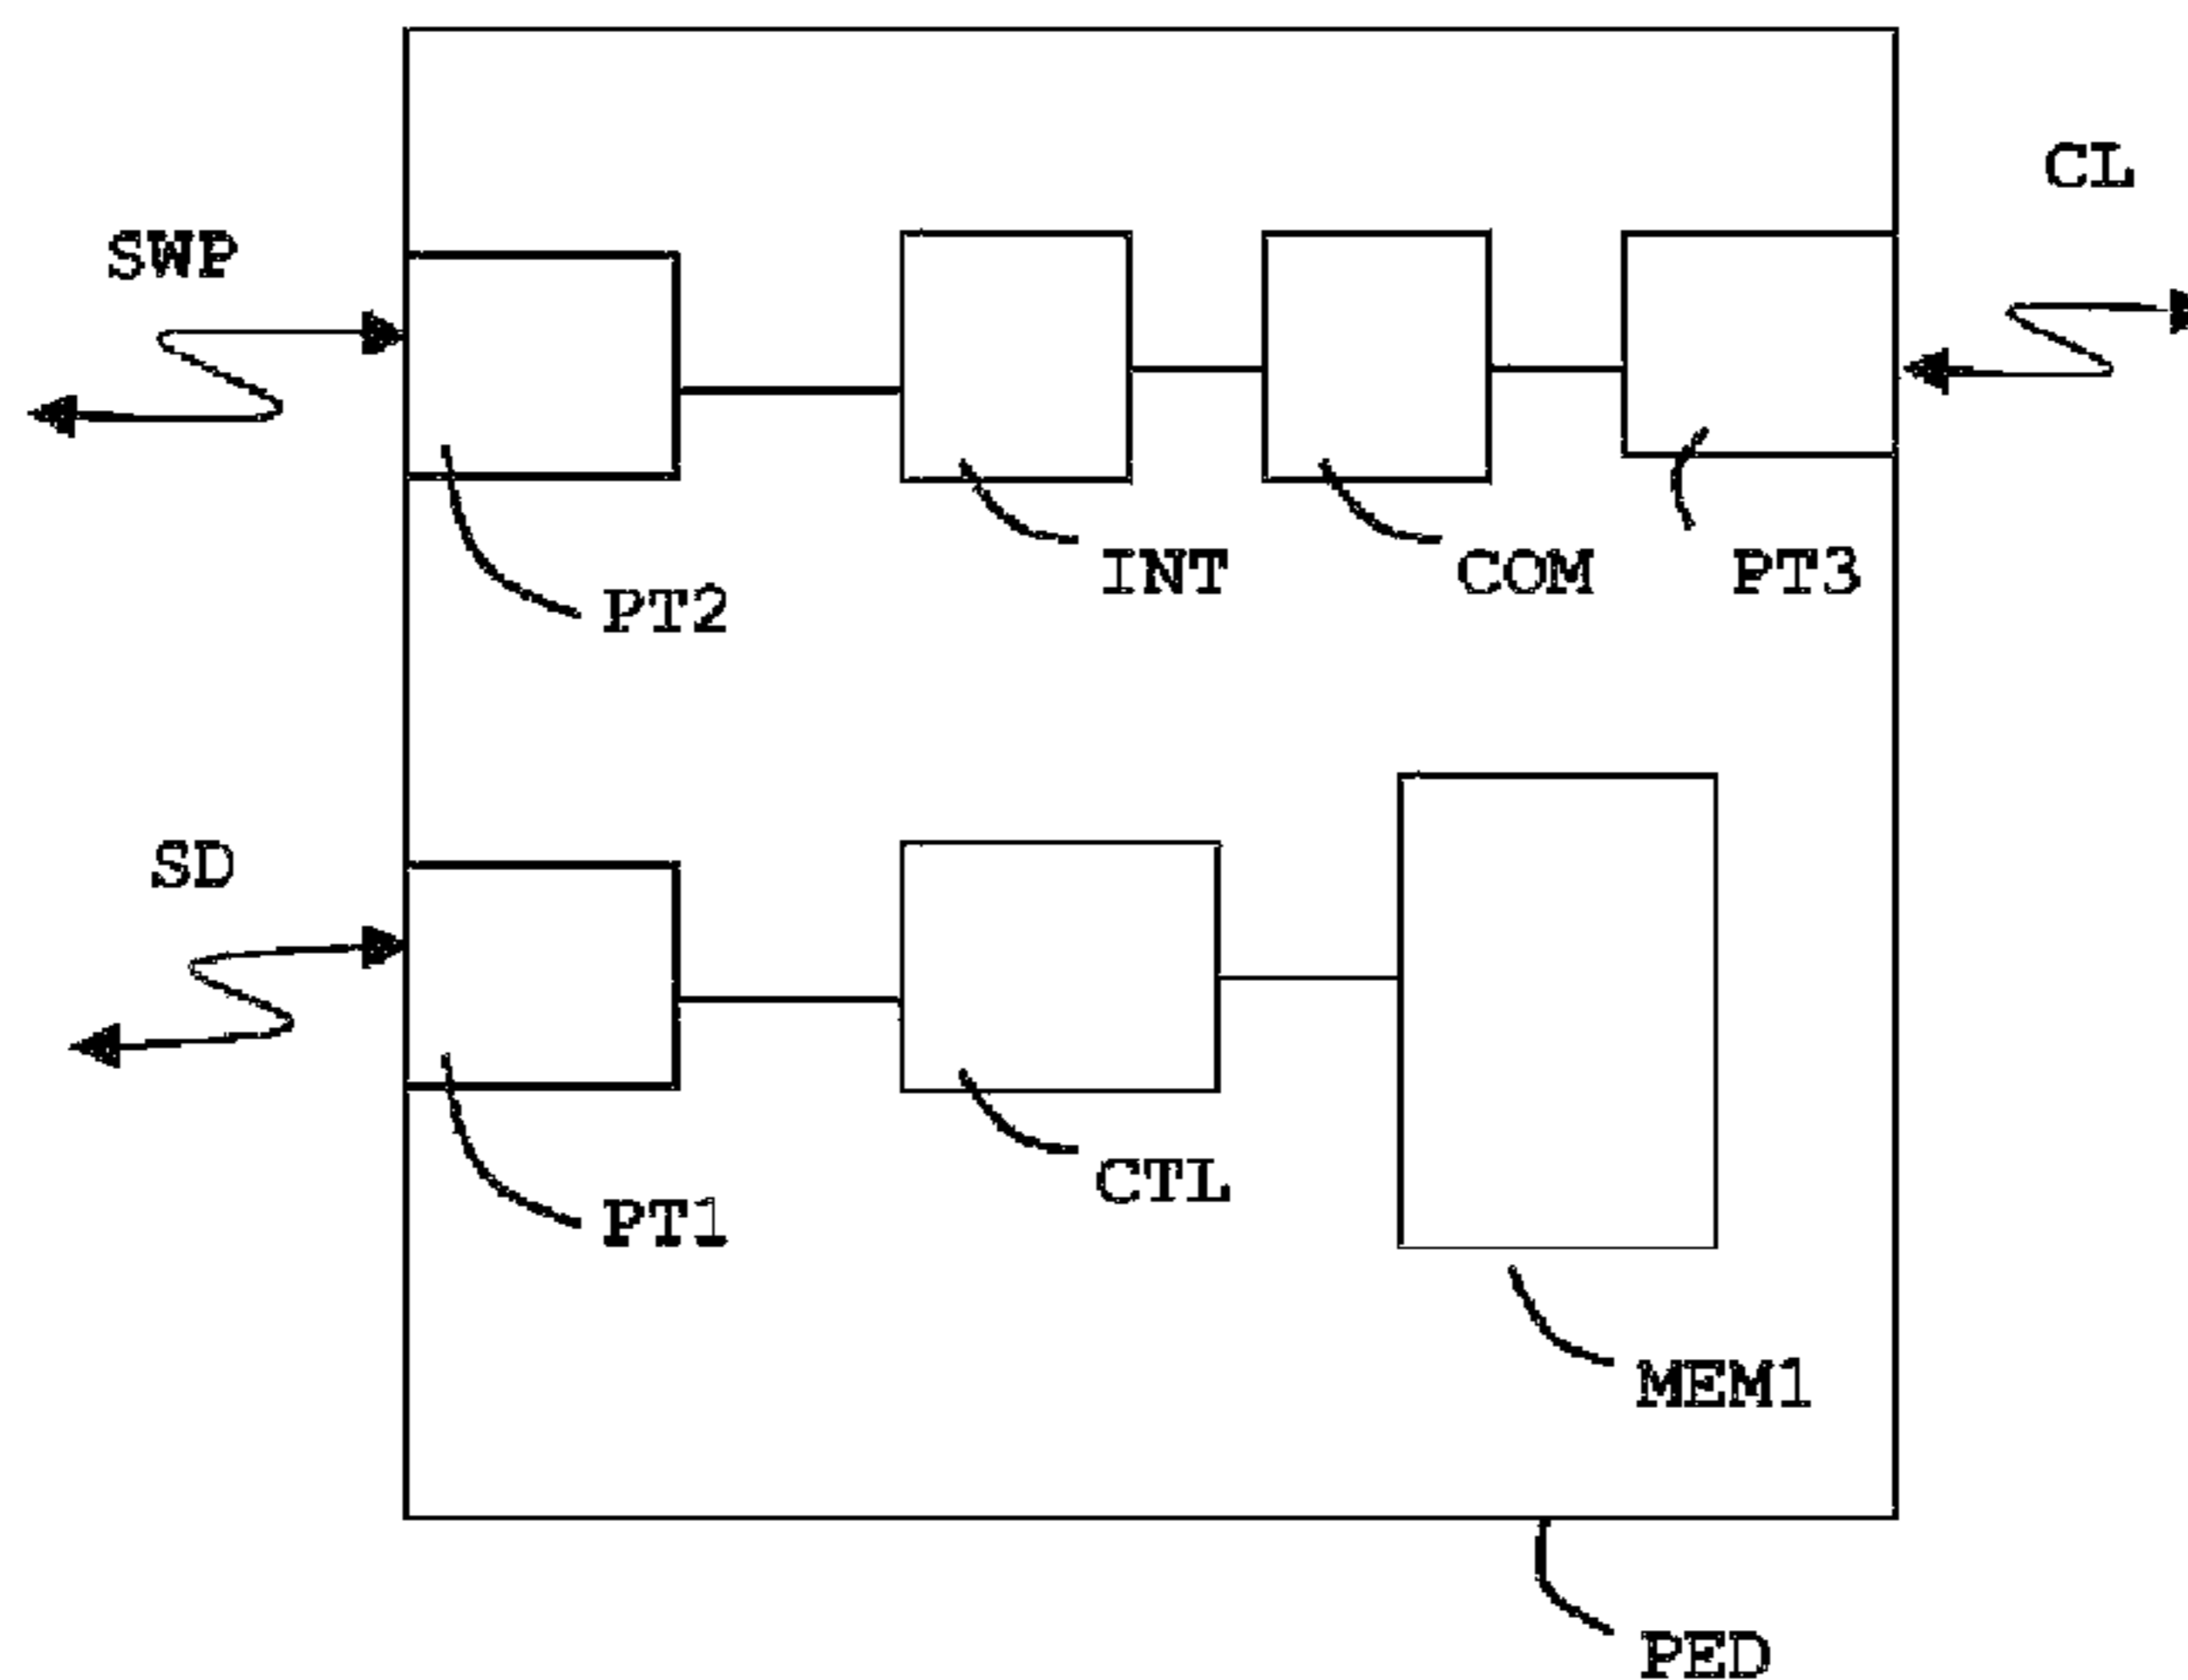 CL
SWP
INT COM PT3
PT2
SD
CTL
PT1
MEM1
PED